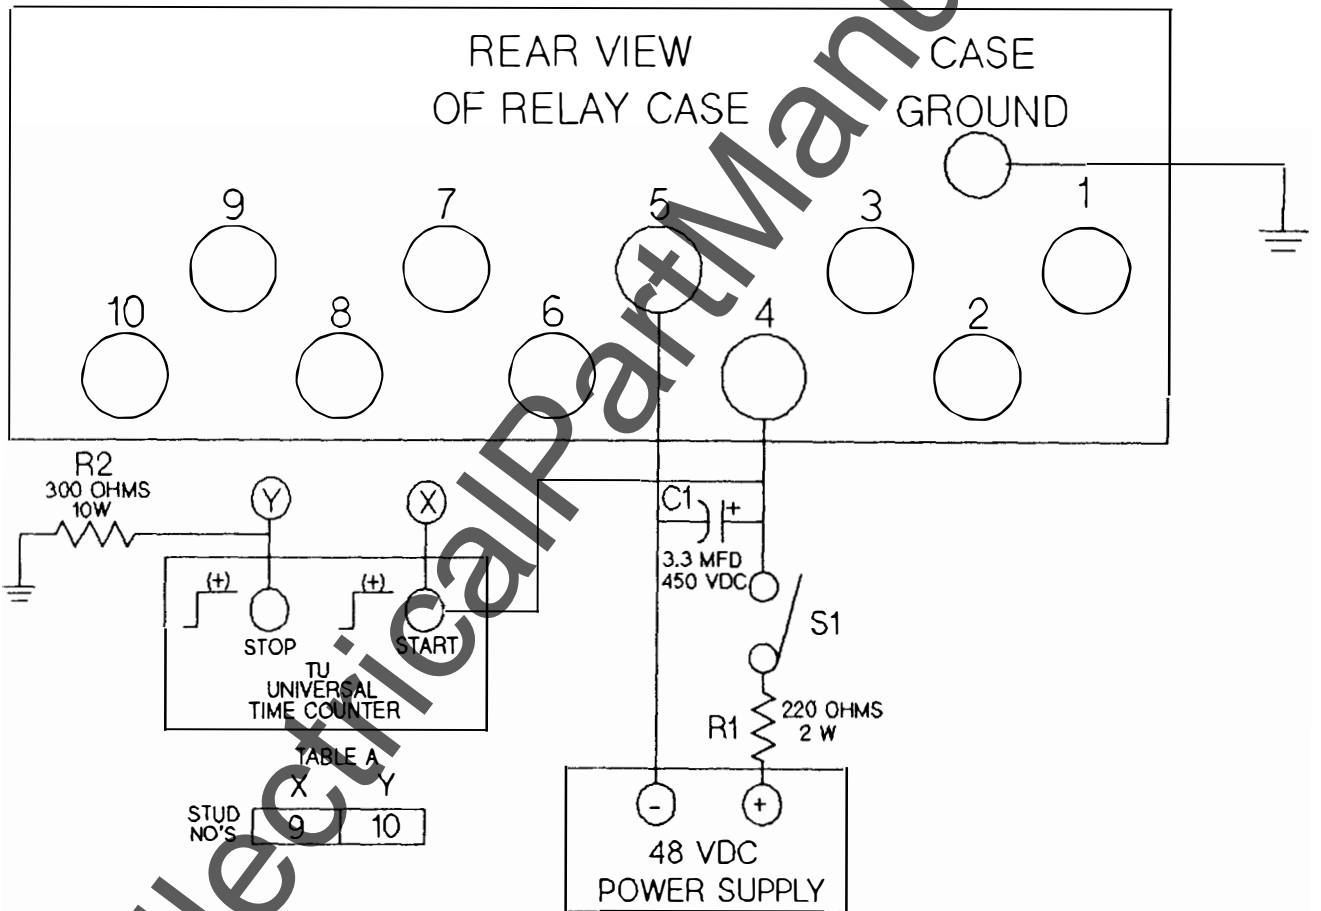 REAR VIEW
OF RELAY CASE
CASE
GROUND
9
7
5
3
1
10
8
6
4
2
R2
300 OHMS
10W
Y
X
C1
+
3.3 MFD
450 VDC
(+)
(+)
STOP
START
TU
UNIVERSAL
TIME COUNTER
S1
R1
220 OHMS
2 W
TABLE A
X Y
STUD
NO'S
9 10
- +
48 VDC
POWER SUPPLY